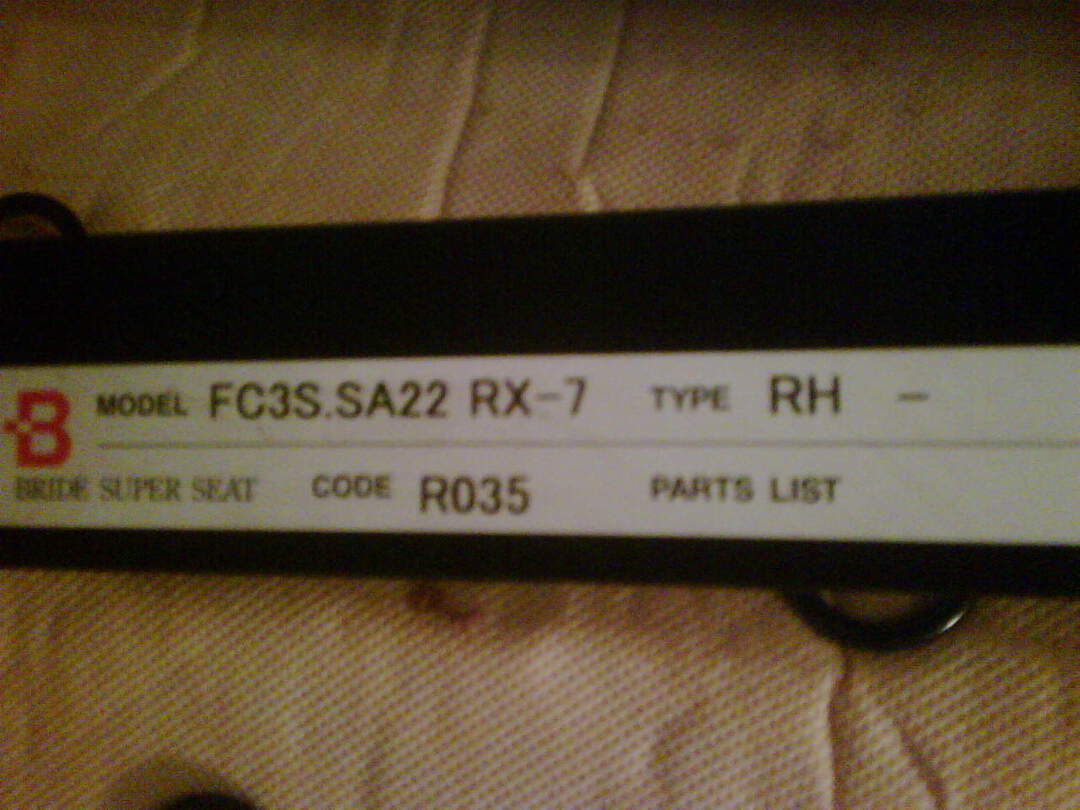 B MODEL FC3S.SA22 RX-7 TYPE RH -
BRIDE SUPER SEAT CODE R035 PARTS LIST